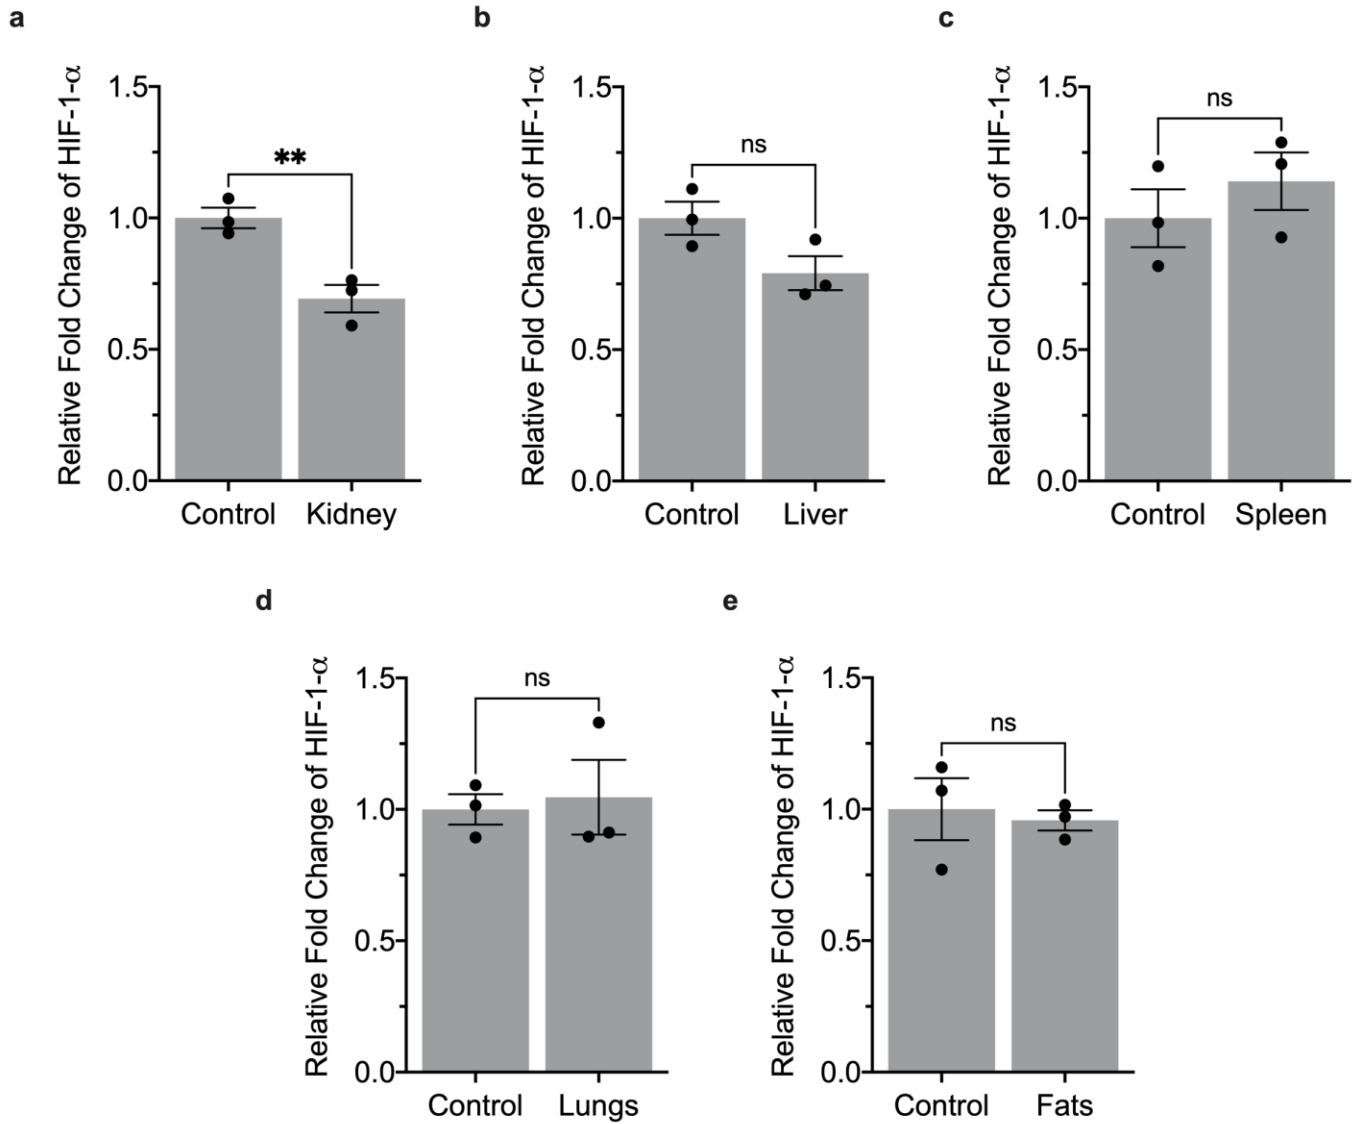 a
Relative Fold Change of HIF-1-α
1.5
1.0
0.5
0.0
**
Control Kidney
b
Relative Fold Change of HIF-1-α
1.5
1.0
0.5
0.0
ns
Control Liver
c
Relative Fold Change of HIF-1-α
1.5
1.0
0.5
0.0
ns
Control Spleen
d
Relative Fold Change of HIF-1-α
1.5
1.0
0.5
0.0
ns
Control Lungs
e
Relative Fold Change of HIF-1-α
1.5
1.0
0.5
0.0
ns
Control Fats